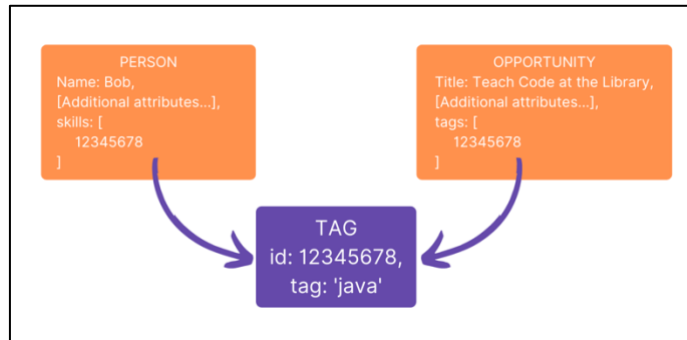 PERSON
Name: Bob,
[Additional attributes...],
skills: [
12345678
]
OPPORTUNITY
Title: Teach Code at the Library,
[Additional attributes...],
tags: [
12345678
]
TAG
id: 12345678,
tag: 'java'